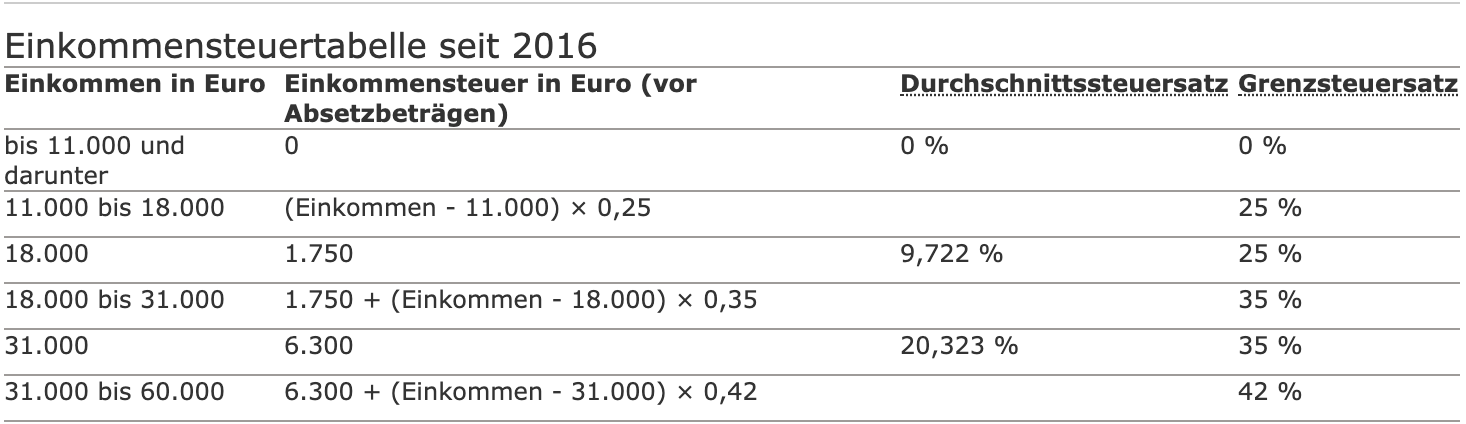 Einkommensteuertabelle seit 2016
Einkommen in Euro Einkommensteuer in Euro (vor Absetzbeträgen) Durchschnittssteuersatz Grenzsteuersatz
bis 11.000 und darunter 0 0 % 0 %
11.000 bis 18.000 (Einkommen - 11.000) × 0,25 25 %
18.000 1.750 9,722 % 25 %
18.000 bis 31.000 1.750 + (Einkommen - 18.000) × 0,35 35 %
31.000 6.300 20,323 % 35 %
31.000 bis 60.000 6.300 + (Einkommen - 31.000) × 0,42 42 %